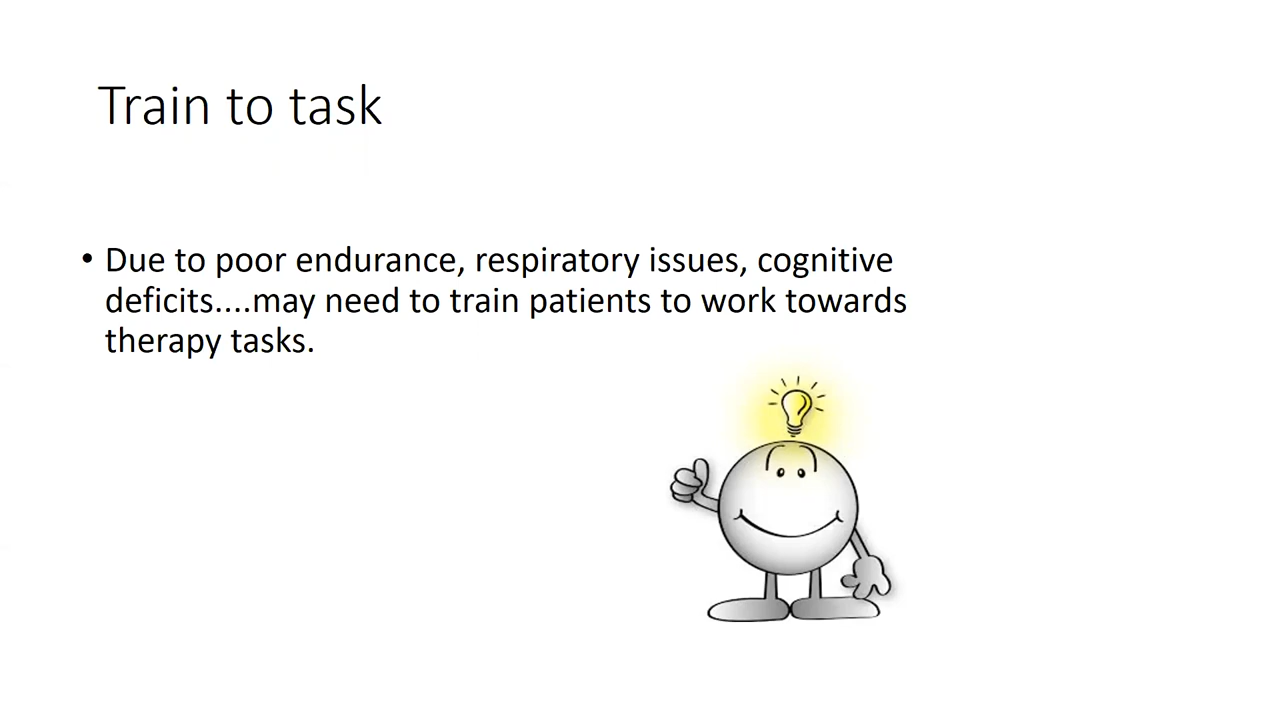 Train to task
• Due to poor endurance, respiratory issues, cognitive
deficits....may need to train patients to work towards
therapy tasks.